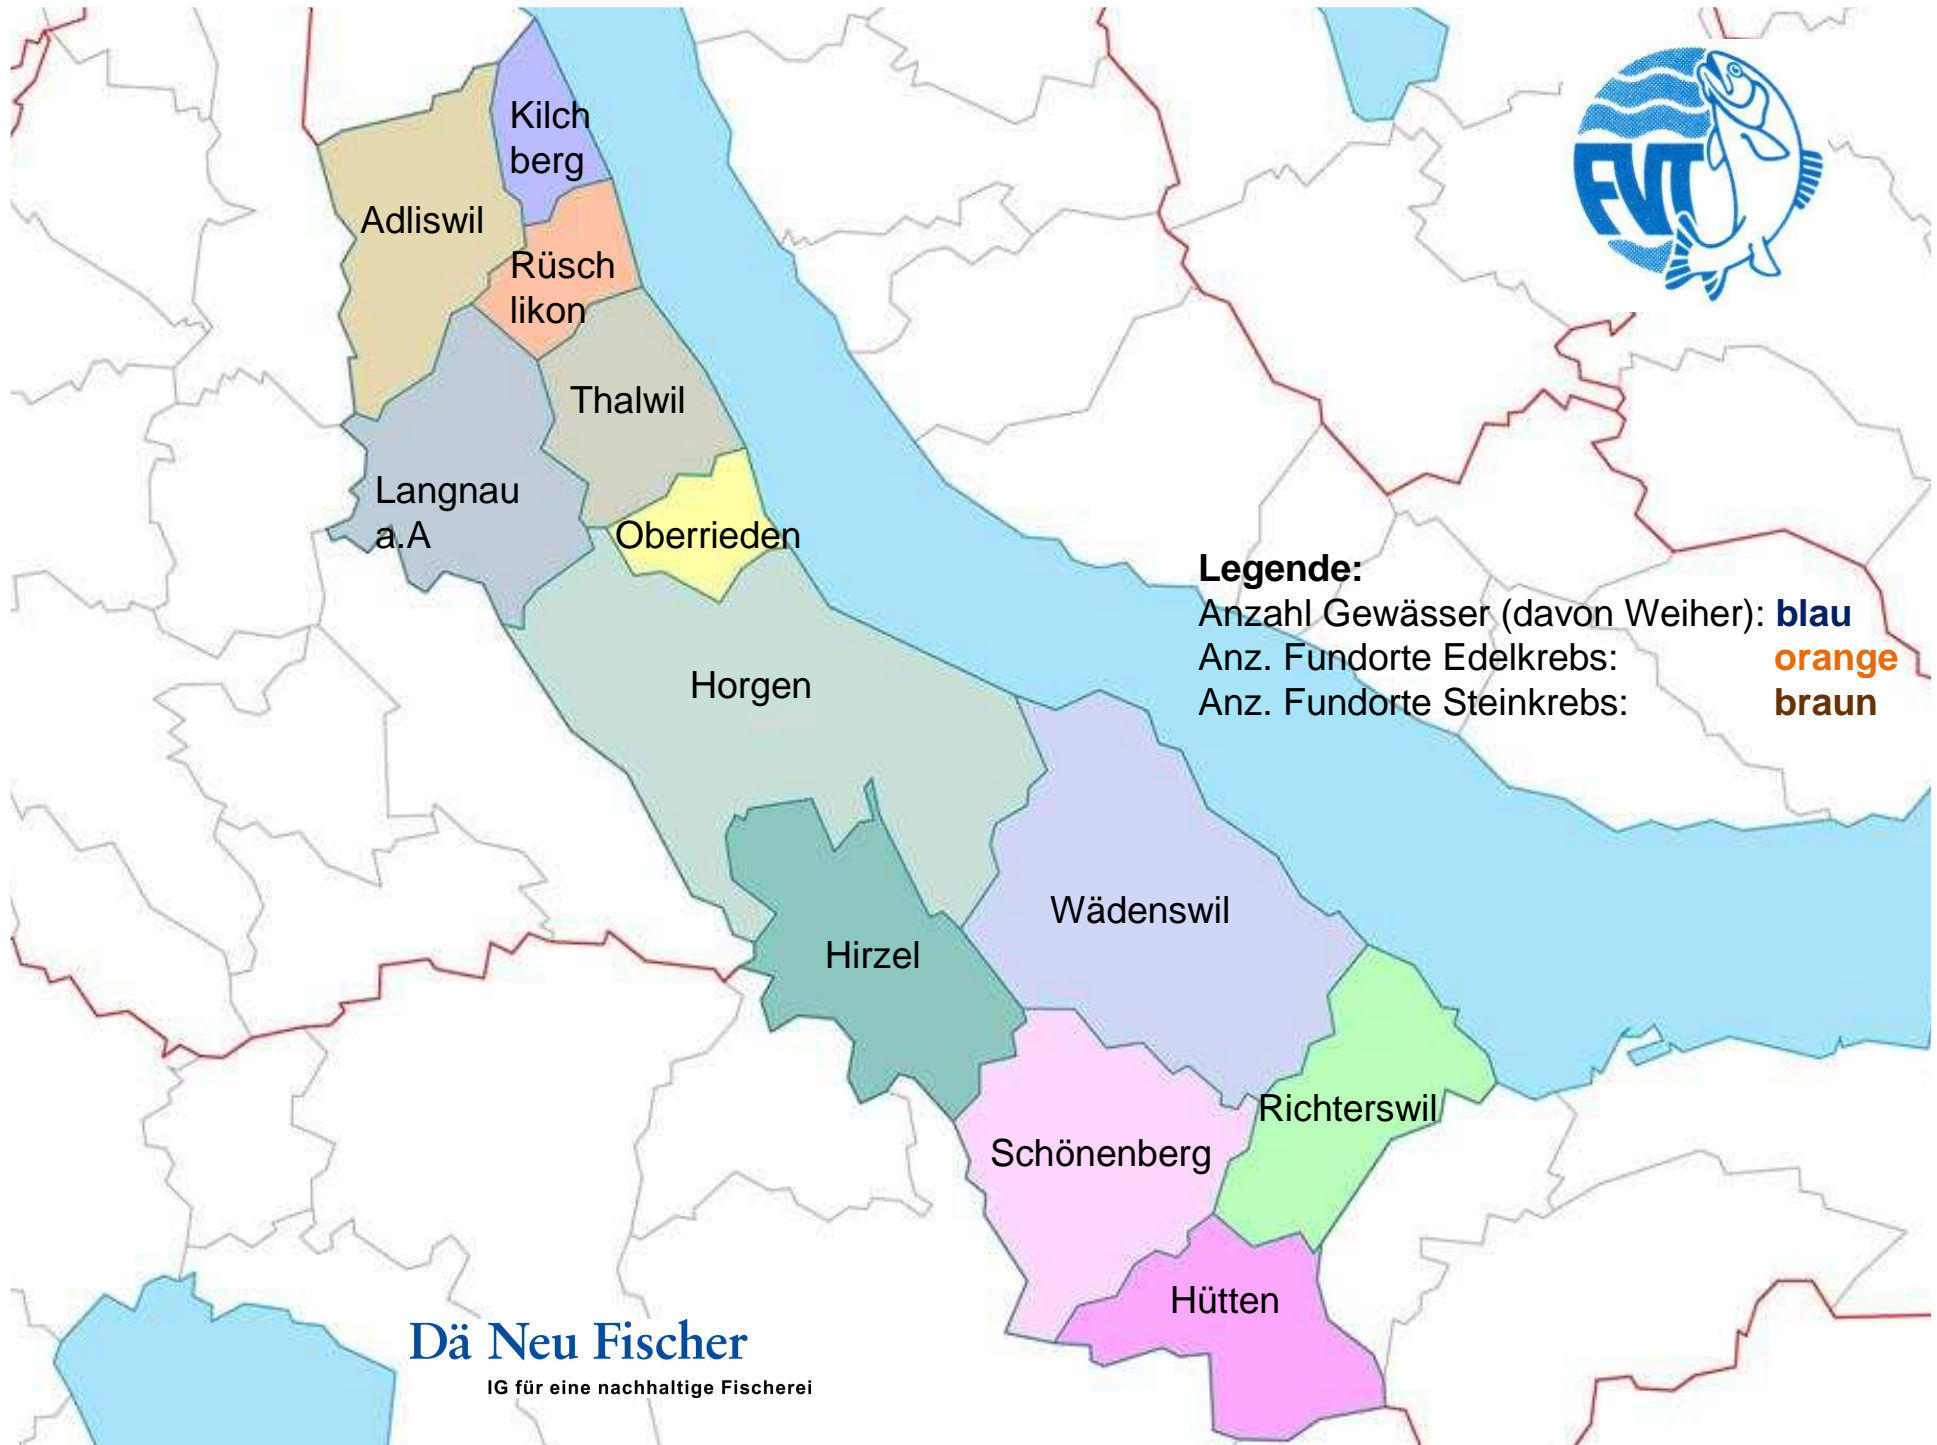 Kilch
berg
Adliswil
Rüsch
likon
Thalwil
Langnau
a.A
Oberrieden
Legende:
Anzahl Gewässer (davon Weiher): blau
Anz. Fundorte Edelkrebs: orange
Anz. Fundorte Steinkrebs: braun
Horgen
Wädenswil
Hirzel
Richterswil
Schönenberg
Hütten
FVT
Dä Neu Fischer
IG für eine nachhaltige Fischerei